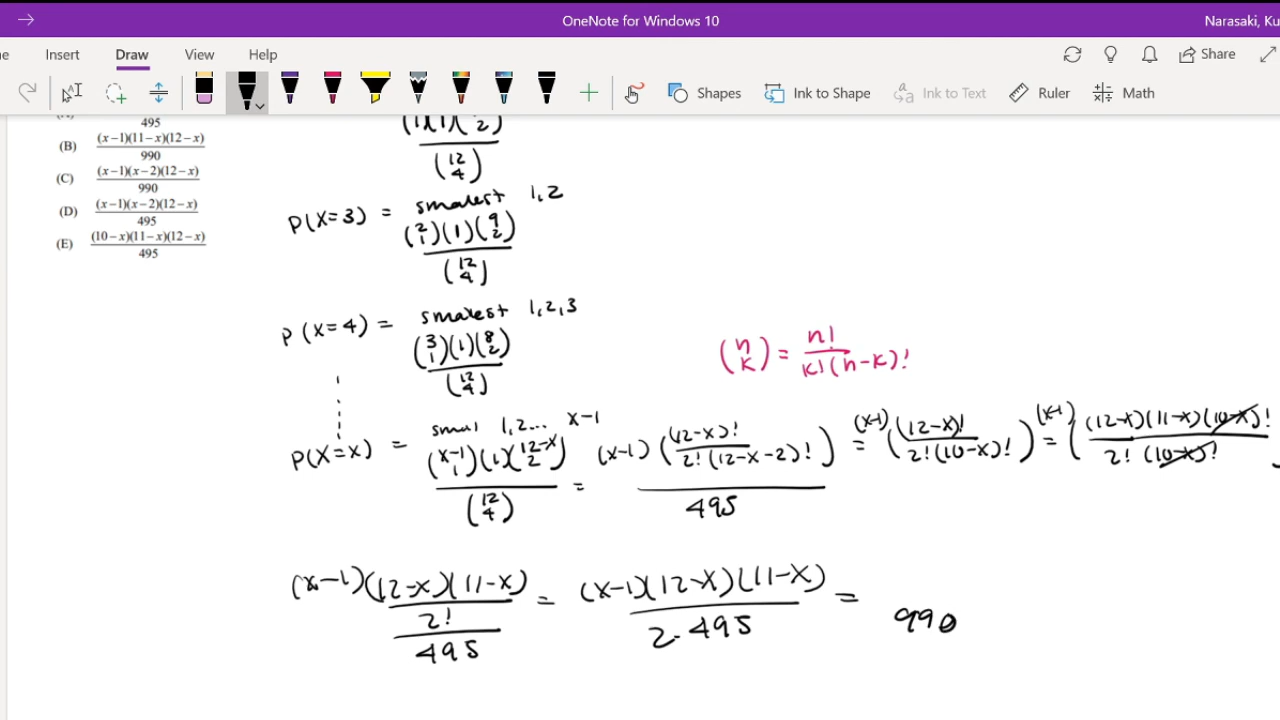 OneNote for Windows 10
Narasaki, Ku
Insert Draw View Help
Share
Shapes Ink to Shape Ink to Text Ruler Math
495
(B) (x−1)(11−x)(12−x)
990
(C) (x−1)(x−2)(12−x)
990
(D) (x−1)(x−2)(12−x)
495
(E) (10−x)(11−x)(12−x)
495
(12
4)
P(X=3) = smallest 1,2
(2
1)(1)(9
2)
(12
4)
P(X=4) = smallest 1,2,3
(3
1)(1)(8
2)
(12
4)
(n
k) = n!
k!(n-k)!
P(X=x) = smal 1,2... x-1
(x-1
1)(1)(12-x
2)
(12
4)
= (x-1)((12-x)!
2!(12-x-2)!)
495
= (x-1)((12-x)!
2!(10-x)!)
= (x-1)((12-x)(11-x)(10-x)!
2!(10-x)!
(x-1)(12-x)(11-x)
2!
495
= (x-1)(12-x)(11-x)
2·495
= 990